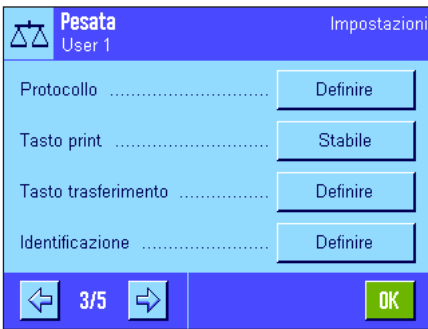 Pesata Impostazioni
User 1
Protocollo ............................ Definire
Tasto print ........................... Stabile
Tasto trasferimento ................ Definire
Identificazione ...................... Definire
3/5 OK